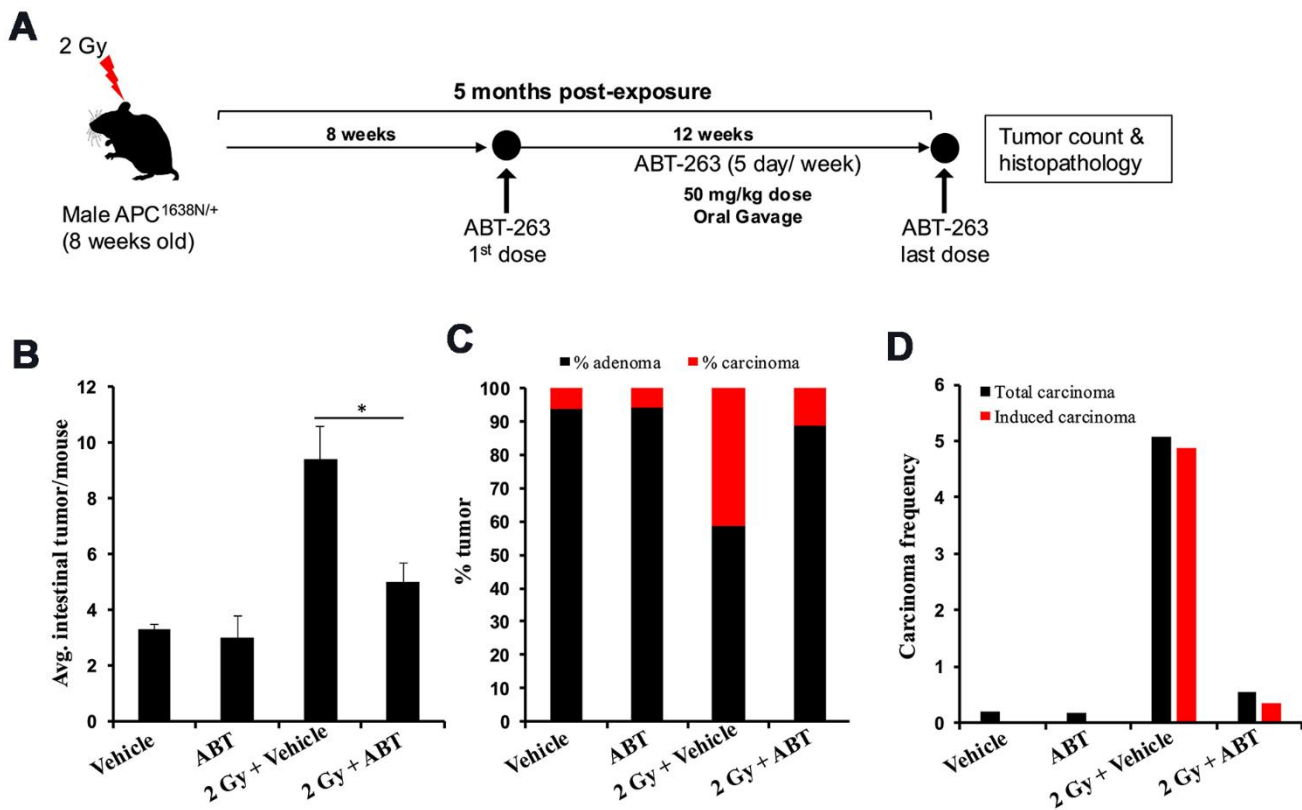 A
2 Gy
5 months post-exposure
8 weeks
12 weeks
ABT-263 (5 day/ week)
50 mg/kg dose
Oral Gavage
Tumor count &
histopathology
Male APC1638N/+
(8 weeks old)
ABT-263
1st dose
ABT-263
last dose
B
Avg. intestinal tumor/mouse
12
10
8
6
4
2
0
*
Vehicle
ABT
2 Gy + Vehicle
2 Gy + ABT
C
% adenoma
% carcinoma
% tumor
100
90
80
70
60
50
40
30
20
10
0
Vehicle
ABT
2 Gy + Vehicle
2 Gy + ABT
D
Total carcinoma
Induced carcinoma
Carcinoma frequency
6
5
4
3
2
1
0
Vehicle
ABT
2 Gy + Vehicle
2 Gy + ABT